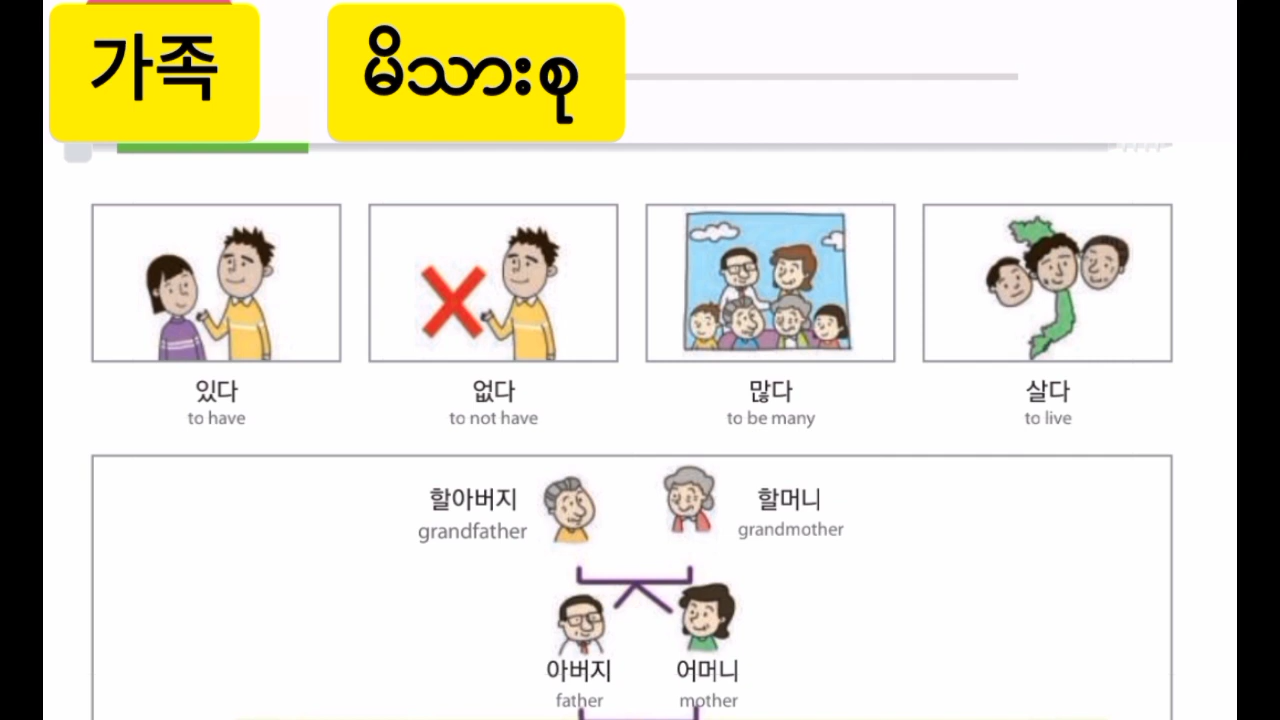 가족 မိသားစု
있다 없다 많다 살다
to have to not have to be many to live
할아버지 할머니
grandfather grandmother
아버지 어머니
father mother